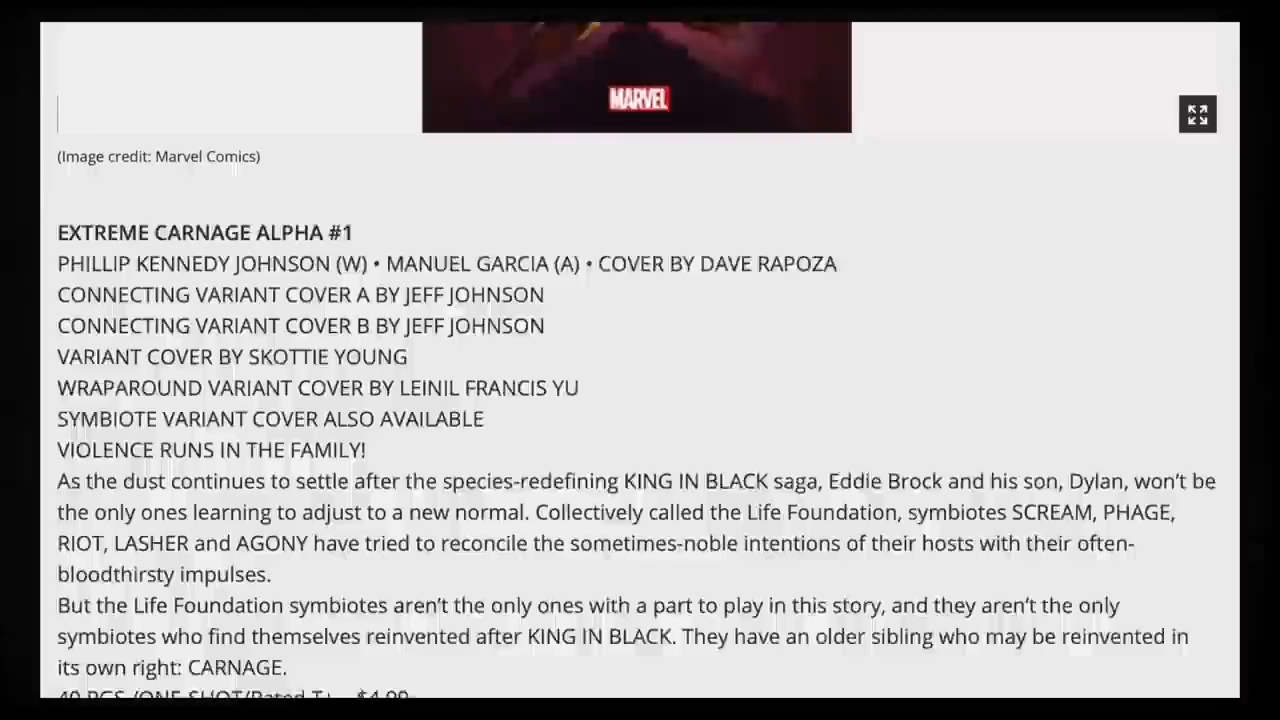 MARVEL
(Image credit: Marvel Comics)
EXTREME CARNAGE ALPHA #1
PHILLIP KENNEDY JOHNSON (W) • MANUEL GARCIA (A) • COVER BY DAVE RAPOZA
CONNECTING VARIANT COVER A BY JEFF JOHNSON
CONNECTING VARIANT COVER B BY JEFF JOHNSON
VARIANT COVER BY SKOTTIE YOUNG
WRAPAROUND VARIANT COVER BY LEINIL FRANCIS YU
SYMBIOTE VARIANT COVER ALSO AVAILABLE
VIOLENCE RUNS IN THE FAMILY!
As the dust continues to settle after the species-redefining KING IN BLACK saga, Eddie Brock and his son, Dylan, won’t be
the only ones learning to adjust to a new normal. Collectively called the Life Foundation, symbiotes SCREAM, PHAGE,
RIOT, LASHER and AGONY have tried to reconcile the sometimes-noble intentions of their hosts with their often-
bloodthirsty impulses.
But the Life Foundation symbiotes aren’t the only ones with a part to play in this story, and they aren’t the only
symbiotes who find themselves reinvented after KING IN BLACK. They have an older sibling who may be reinvented in
its own right: CARNAGE.
40 PGS./ONE-SHOT/Rated T+ …$4.99